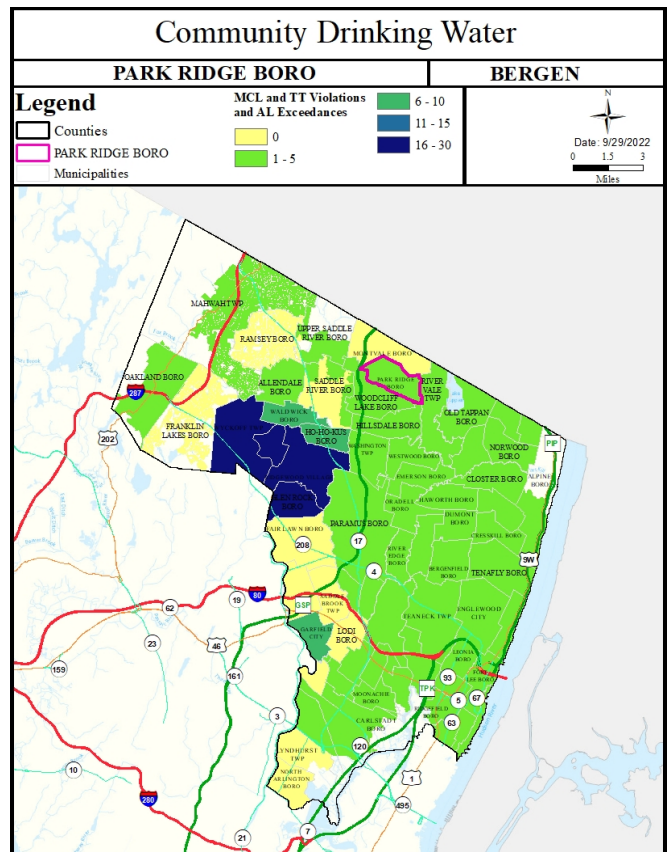 Community Drinking Water
PARK RIDGE BORO
BERGEN
Legend
Counties
PARK RIDGE BORO
Municipalities
MCL and TT Violations
and AL Exceedances
0
1 - 5
6 - 10
11 - 15
16 - 30
N
Date: 9/29/2022
0 1.5 3
Miles
MAHWAH TWP
RAMSEY BORO
UPPER SADDLE
RIVER BORO
MONTVALE BORO
OAKLAND BORO
ALLENDALE
BORO
SADDLE
RIVER BORO
PARK RIDGE
BORO
RIVER
VALE
TWP
WOODCLIFF
LAKE BORO
287
FRANKLIN
LAKES BORO
WALDWICK
BORO
HO-HO-KUS
BORO
HILLSDALE BORO
OLD TAPPAN
BORO
202
WASHINGTON
TWP
WESTWOOD BORO
NORWOOD
BORO
PIP
EMERSON BORO
CLOSTER BORO
ALPINE
BORO
GLEN ROCK
BORO
ORADELL
BORO
HAWORTH BORO
PARAMUS BORO
DUMONT
BORO
FAIR LAWN BORO
CRESSKILL BORO
208
17
RIVER
EDGE
BORO
4
BERGENFIELD
BORO
TENAFLY BORO
9W
80
19
62
GSP
BROOK
TWP
ENGLEWOOD
CITY
TEANECK TWP
GARFIELD
CITY
LODI
BORO
23
46
LEONIA
BORO
159
161
93
FORT
LEE BORO
TPK
5
67
MOONACHIE
BORO
3
63
CARLSTADT
BORO
120
LYNDHURST
TWP
NORTH
ARLINGTON
BORO
10
1
280
495
21
7